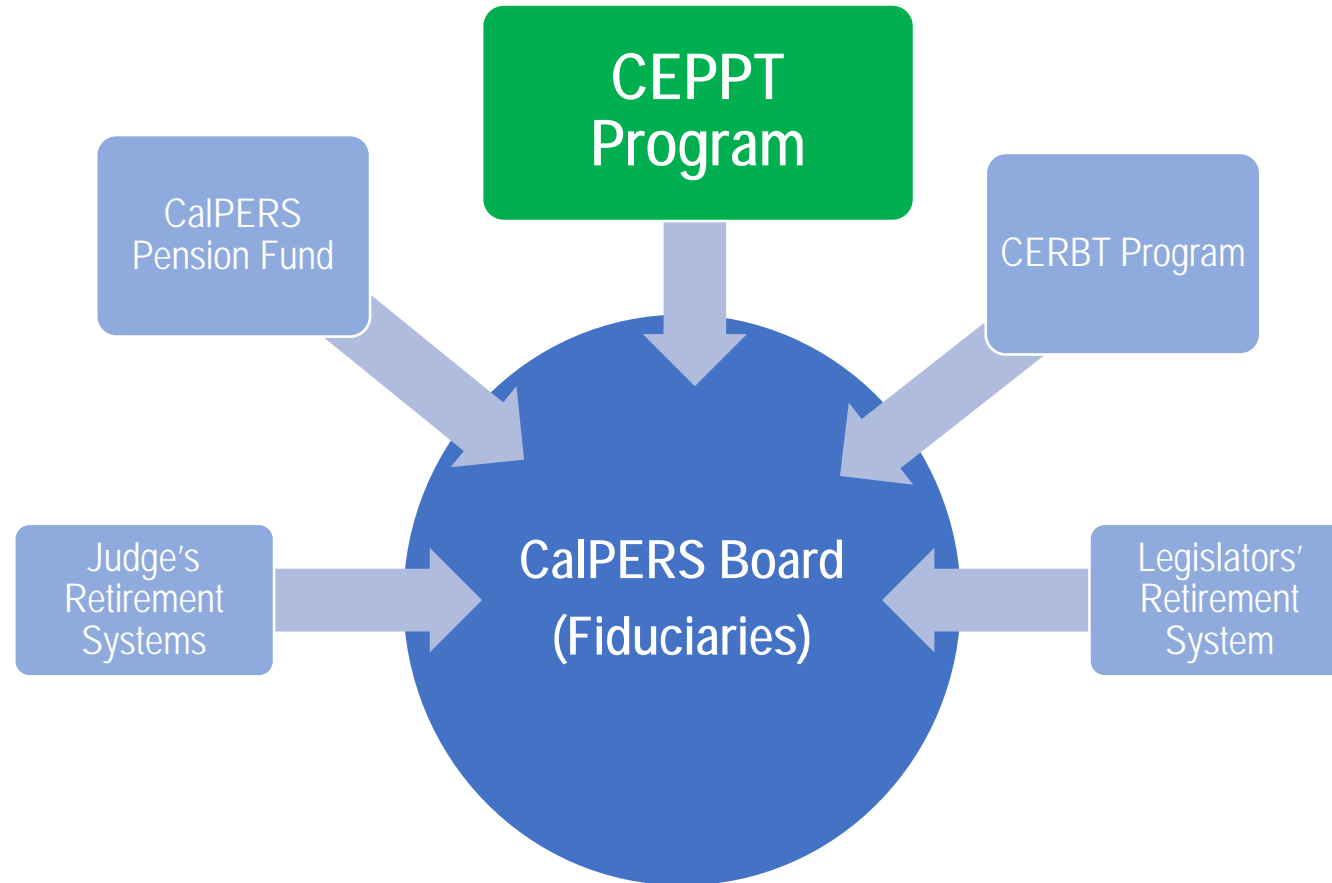 CEPPT
Program
CalPERS
Pension Fund
CERBT Program
Judge's
Retirement
Systems
CalPERS Board
(Fiduciaries)
Legislators’
Retirement
System